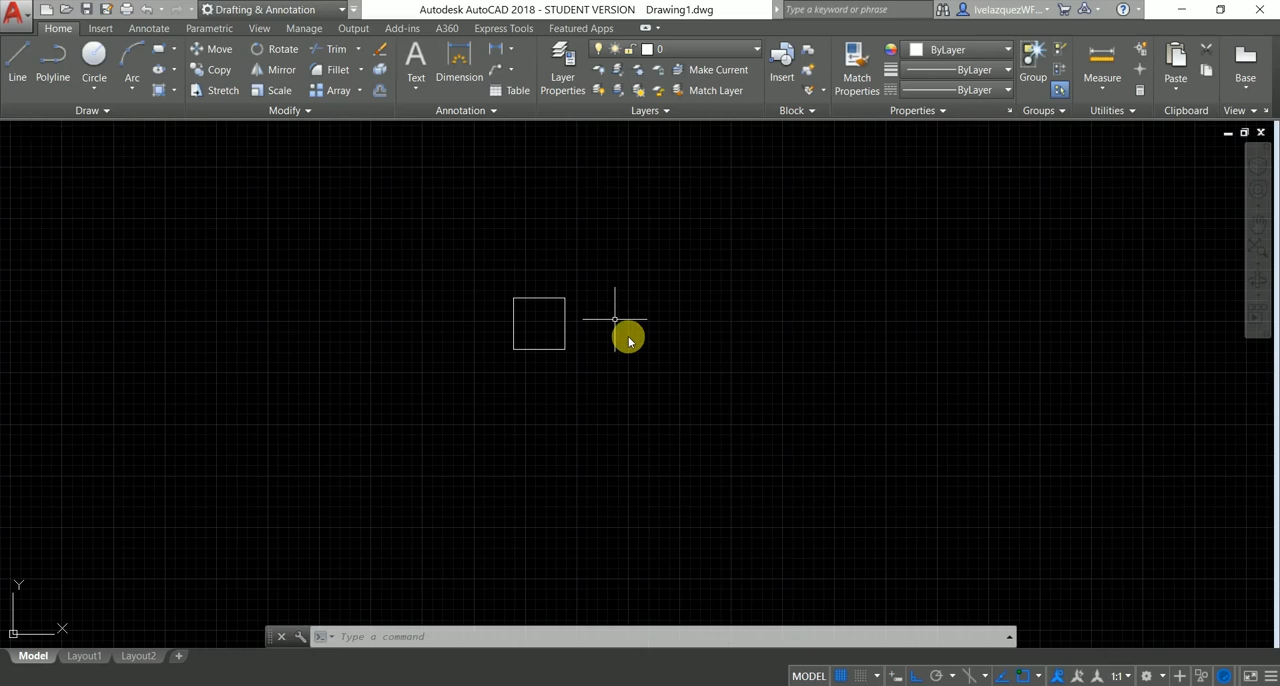 Drafting & Annotation
Autodesk AutoCAD 2018 - STUDENT VERSION Drawing1.dwg
Type a keyword or phrase
lvelazquezWF...
Home Insert Annotate Parametric View Manage Output Add-ins A360 Express Tools Featured Apps
Move Rotate Trim 0 ByLayer
Line Polyline Circle Arc Copy Mirror Fillet Text Dimension Layer Properties Make Current Insert Match Properties ByLayer Group Measure Paste Base
Stretch Scale Array Table Match Layer ByLayer
Draw Modify Annotation Layers Block Properties Groups Utilities Clipboard View
Y
X
Type a command
Model Layout1 Layout2 +
MODEL 1:1